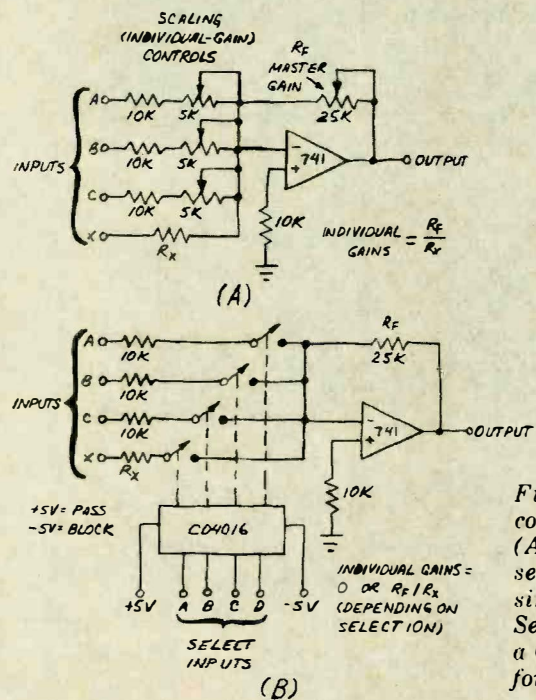 SCALING
(INDIVIDUAL-GAIN)
CONTROLS
RF
MASTER
GAIN
A
10K
5K
25K
B
10K
5K
INPUTS
-
741
+
OUTPUT
C
10K
5K
X
RX
10K
INDIVIDUAL GAINS = RF/RX
(A)
A
10K
RF
25K
B
10K
INPUTS
C
10K
-
741
+
OUTPUT
X
RX
10K
+5V = PASS
-5V = BLOCK
CD4016
+5V
A B C D
-5V
SELECT
INPUTS
INDIVIDUAL GAINS =
0 OR RF/RX
(DEPENDING ON
SELECTION)
(B)
Fi
co
(A
se
si
Se
a
fo